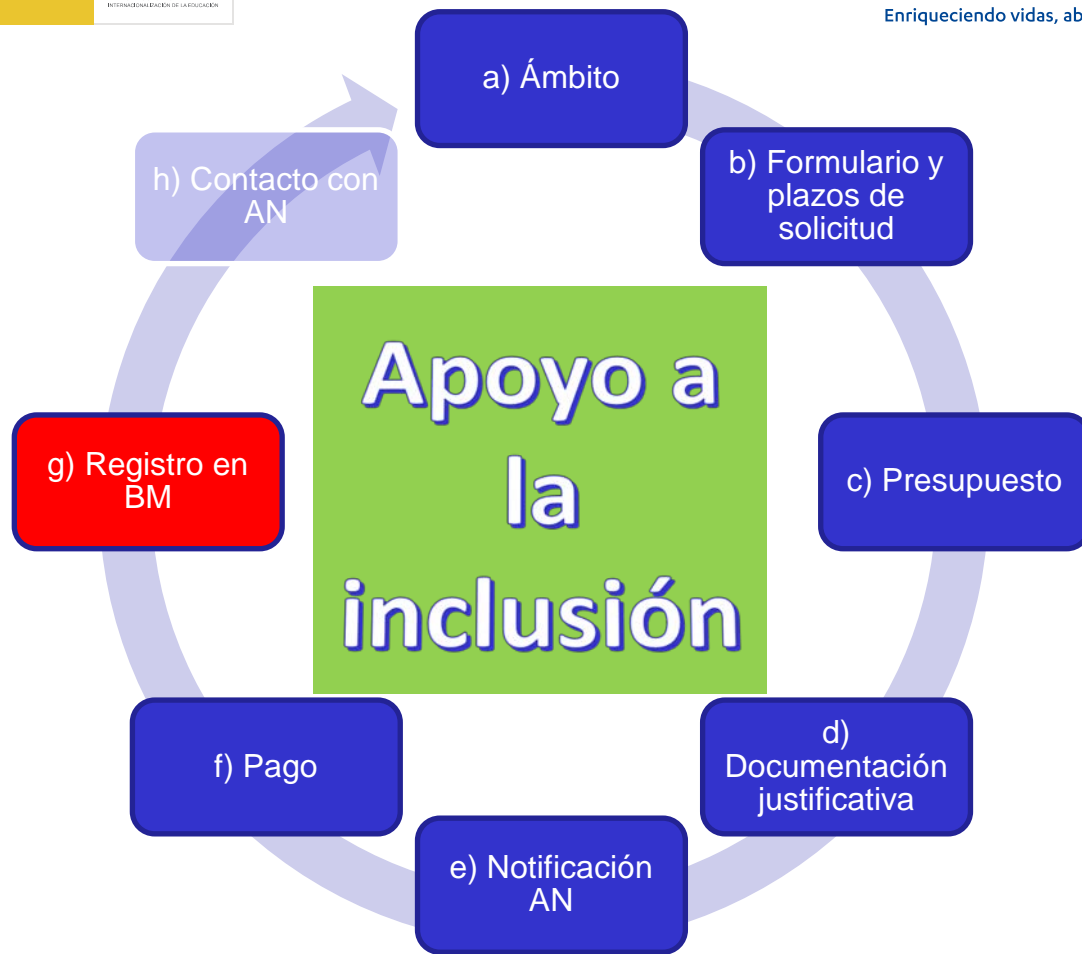 INTERNACIONALIZACIÓN DE LA EDUCACIÓN
Enriqueciendo vidas, ab
a) Ámbito
b) Formulario y
plazos de
solicitud
c) Presupuesto
d)
Documentación
justificativa
e) Notificación
AN
f) Pago
g) Registro en
BM
h) Contacto con
AN
Apoyo a
la
inclusión